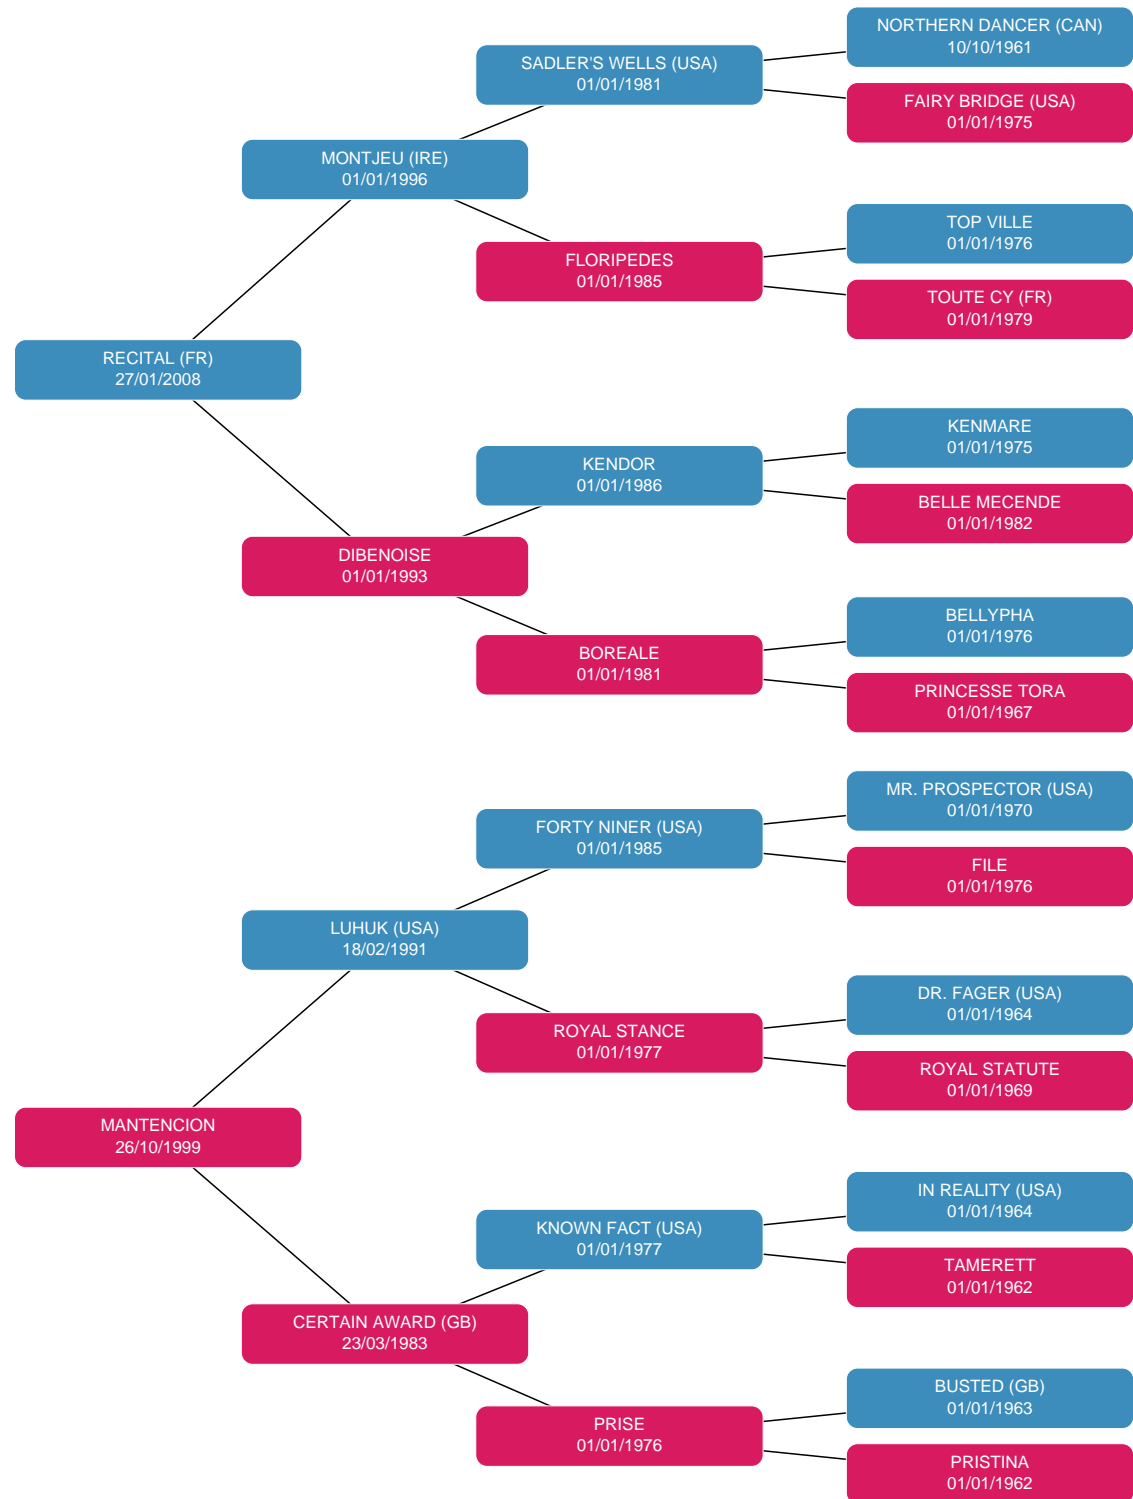 NORTHERN DANCER (CAN)
10/10/1961
SADLER'S WELLS (USA)
01/01/1981
FAIRY BRIDGE (USA)
01/01/1975
MONTJEU (IRE)
01/01/1996
TOP VILLE
01/01/1976
FLORIPEDES
01/01/1985
TOUTE CY (FR)
01/01/1979
RECITAL (FR)
27/01/2008
KENMARE
01/01/1975
KENDOR
01/01/1986
BELLE MECENDE
01/01/1982
DIBENOISE
01/01/1993
BELLYPHA
01/01/1976
BOREALE
01/01/1981
PRINCESSE TORA
01/01/1967
MR. PROSPECTOR (USA)
01/01/1970
FORTY NINER (USA)
01/01/1985
FILE
01/01/1976
LUHUK (USA)
18/02/1991
DR. FAGER (USA)
01/01/1964
ROYAL STANCE
01/01/1977
ROYAL STATUTE
01/01/1969
MANTENCION
26/10/1999
IN REALITY (USA)
01/01/1964
KNOWN FACT (USA)
01/01/1977
TAMERETT
01/01/1962
CERTAIN AWARD (GB)
23/03/1983
BUSTED (GB)
01/01/1963
PRISE
01/01/1976
PRISTINA
01/01/1962